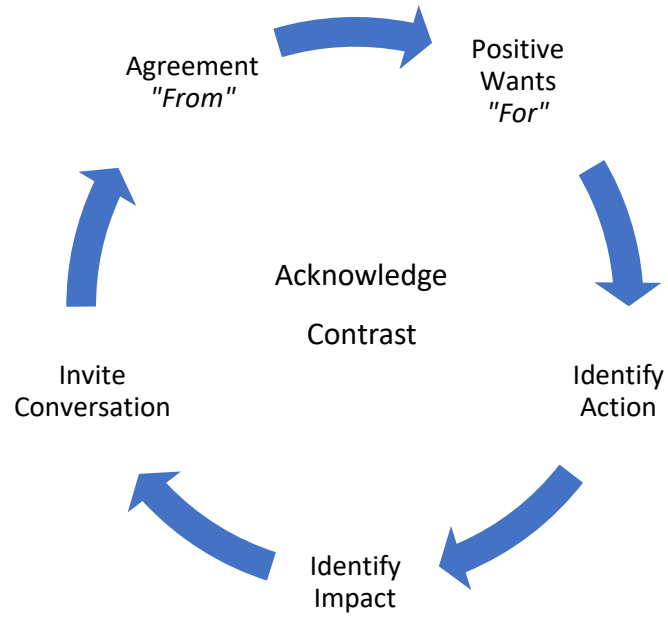 Agreement
"From"
Positive
Wants
"For"
Acknowledge
Contrast
Invite
Conversation
Identify
Action
Identify
Impact